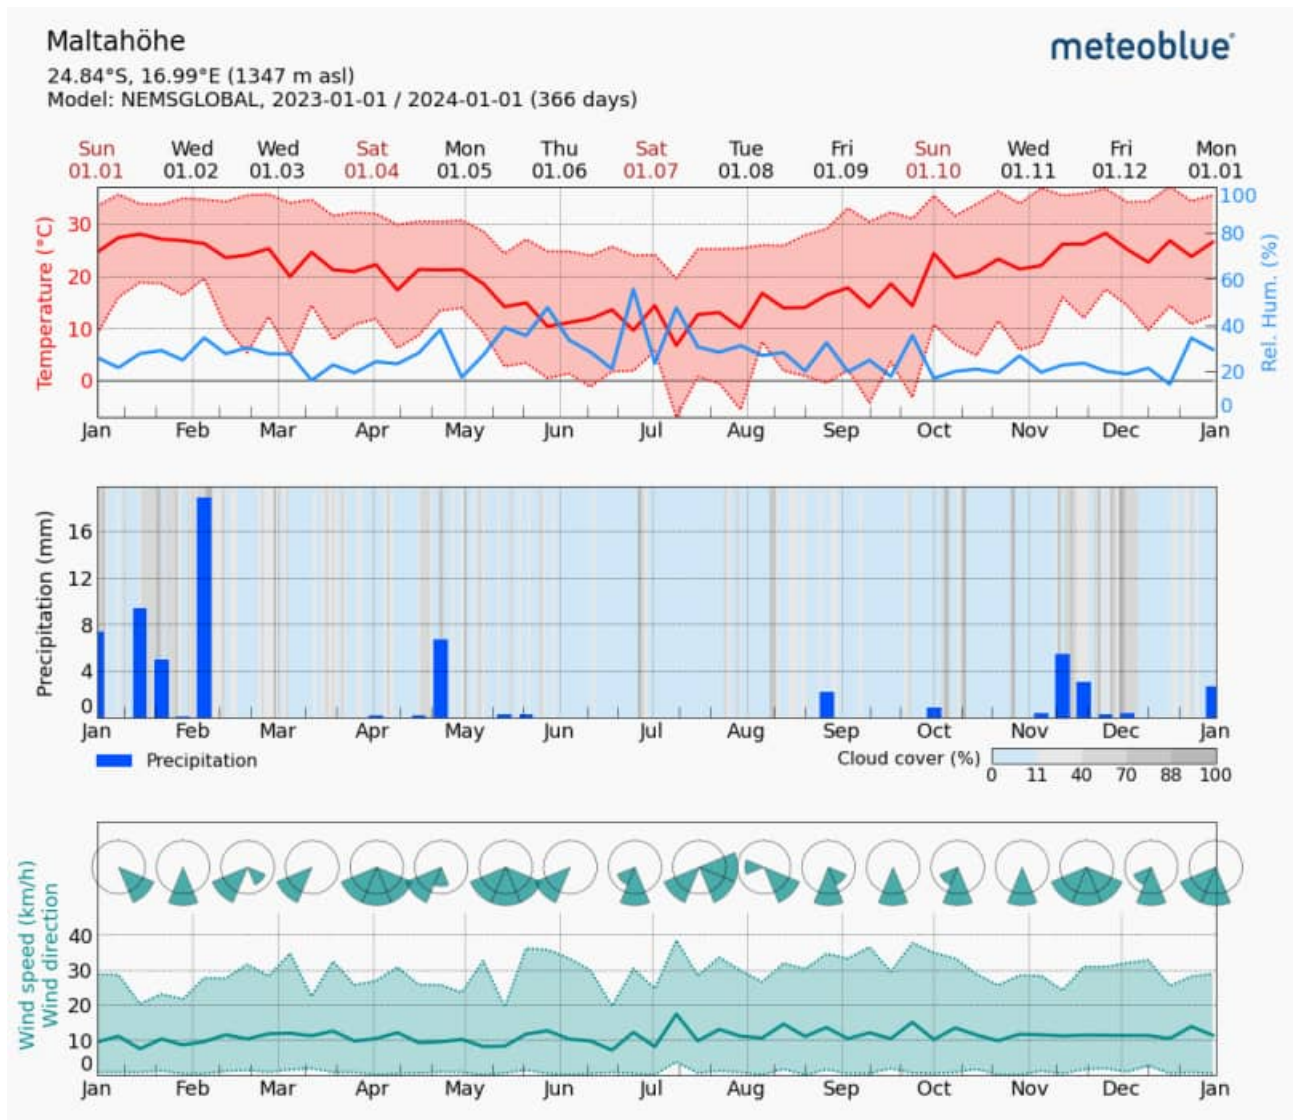 Maltahöhe
meteoblue
24.84°S, 16.99°E (1347 m asl)
Model: NEMSGLOBAL, 2023-01-01 / 2024-01-01 (366 days)
Sun Wed Wed Sat Mon Thu Sat Tue Fri Sun Wed Fri Mon
01.01 01.02 01.03 01.04 01.05 01.06 01.07 01.08 01.09 01.10 01.11 01.12 01.01
Temperature (°C)
30
20
10
0
100
80
60
40
20
0
Rel. Hum. (%)
Jan Feb Mar Apr May Jun Jul Aug Sep Oct Nov Dec Jan
Precipitation (mm)
16
12
8
4
0
Jan Feb Mar Apr May Jun Jul Aug Sep Oct Nov Dec Jan
Precipitation
Cloud cover (%)
0 11 40 70 88 100
Wind speed (km/h)
Wind direction
40
30
20
10
0
Jan Feb Mar Apr May Jun Jul Aug Sep Oct Nov Dec Jan